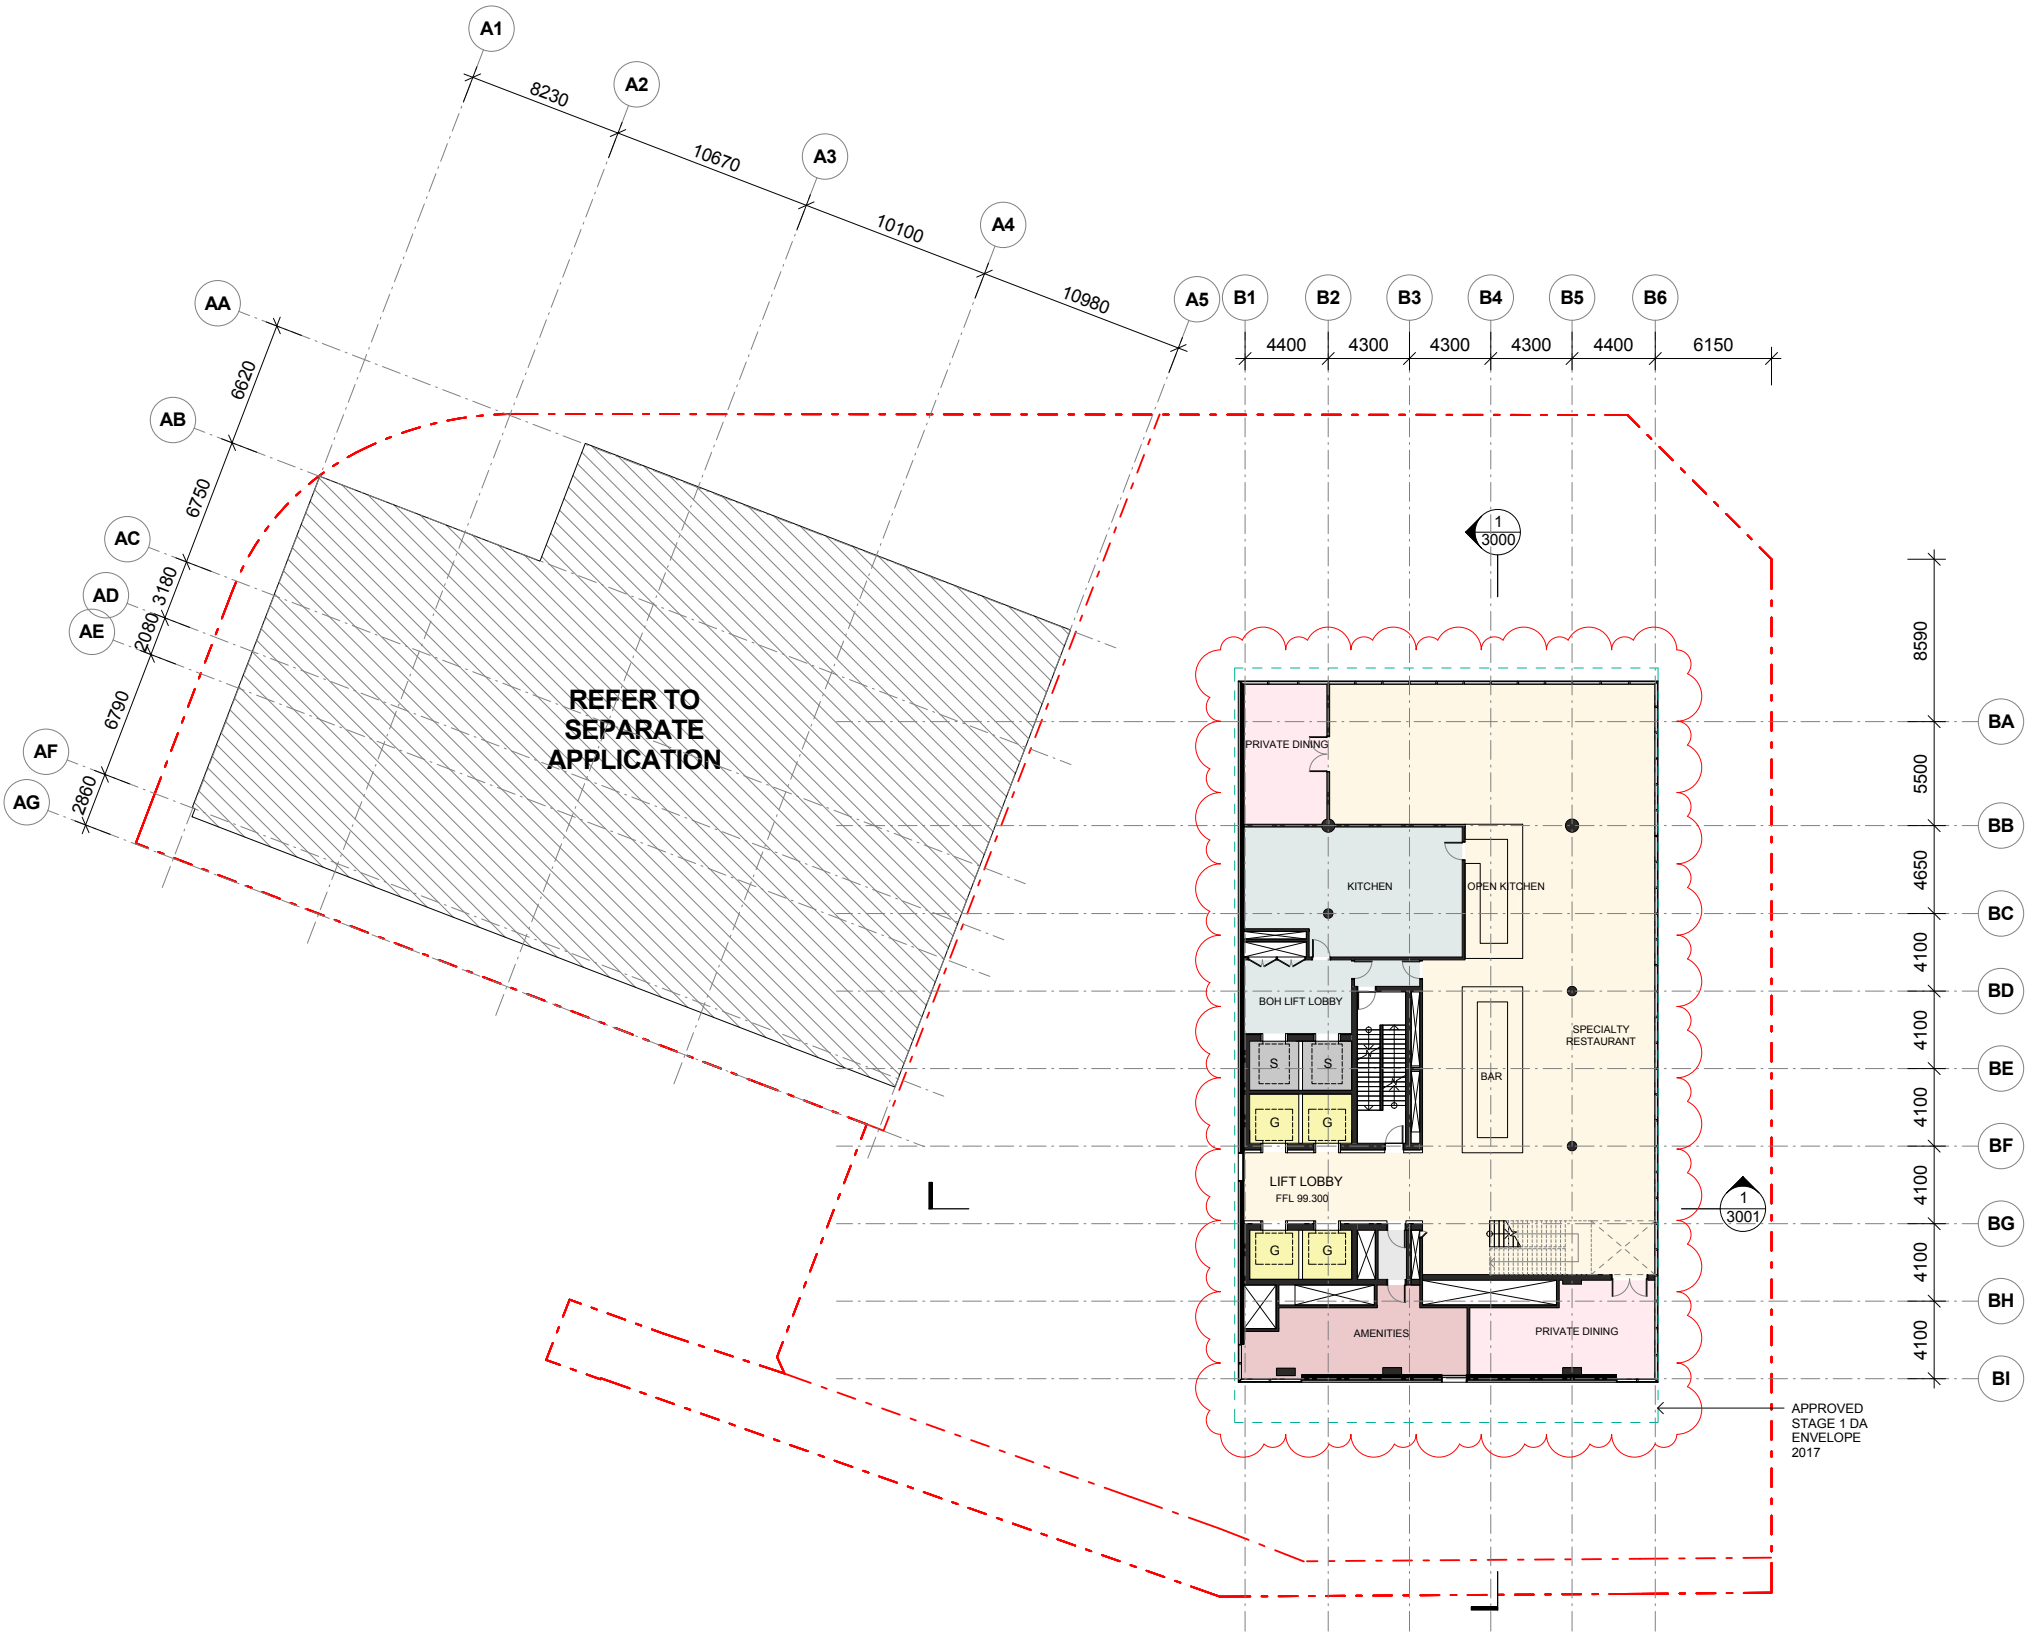 A1
A2
A3
A4
A5
8230
10670
10100
10980
B1
B2
B3
B4
B5
B6
4400
4300
4300
4300
4400
6150
AA
AB
AC
AD
AE
AF
AG
6620
6750
3180
2080
6790
2860
REFER TO
SEPARATE
APPLICATION
1
3000
8590
BA
5500
BB
4650
BC
4100
BD
4100
BE
4100
BF
4100
BG
4100
BH
4100
BI
PRIVATE DINING
KITCHEN
OPEN KITCHEN
BOH LIFT LOBBY
SPECIALTY
RESTAURANT
S
S
BAR
G
G
LIFT LOBBY
FFL 99.300
1
3001
G
G
AMENITIES
PRIVATE DINING
APPROVED
STAGE 1 DA
ENVELOPE
2017